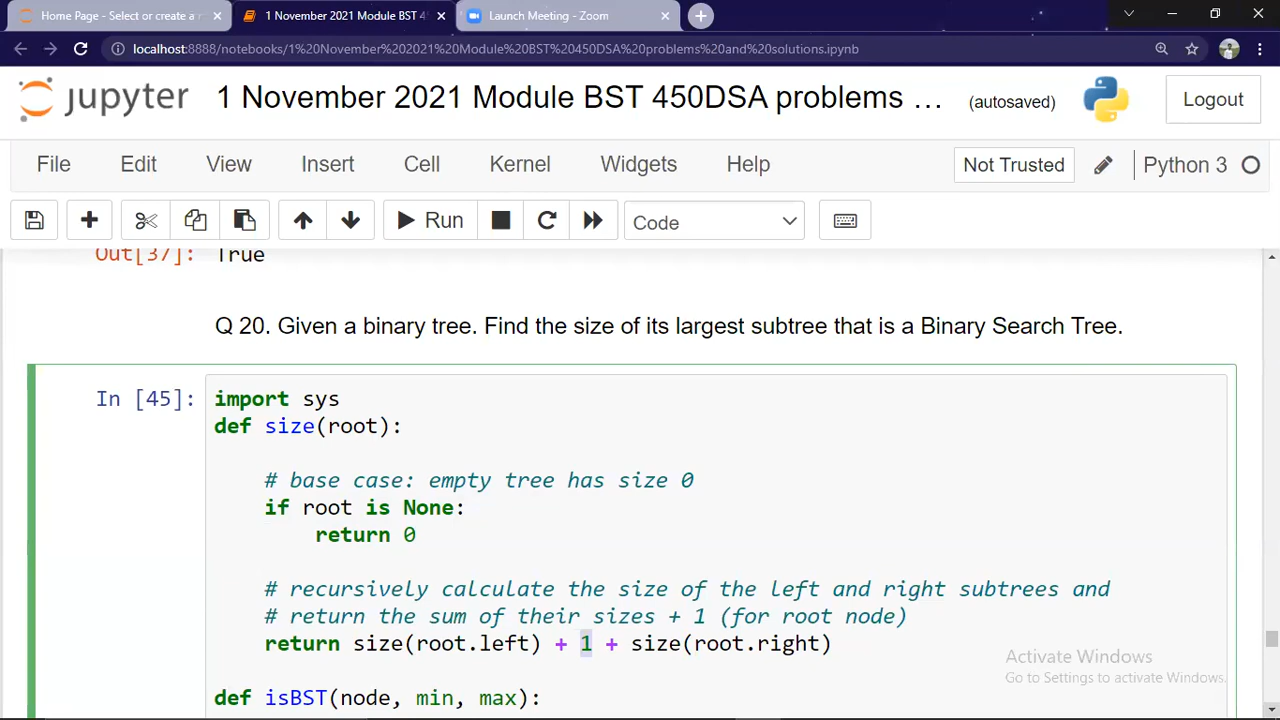 Home Page - Select or create a n
1 November 2021 Module BST 4
Launch Meeting - Zoom
localhost:8888/notebooks/1%20November%202021%20Module%20BST%20450DSA%20problems%20and%20solutions.ipynb
jupyter 1 November 2021 Module BST 450DSA problems ... (autosaved) Logout
File Edit View Insert Cell Kernel Widgets Help Not Trusted Python 3
Run Code
Out[37]: True
Q 20. Given a binary tree. Find the size of its largest subtree that is a Binary Search Tree.
In [45]: import sys
def size(root):
# base case: empty tree has size 0
if root is None:
return 0
# recursively calculate the size of the left and right subtrees and
# return the sum of their sizes + 1 (for root node)
return size(root.left) + 1 + size(root.right)
def isBST(node, min, max):
Activate Windows
Go to Settings to activate Windows.